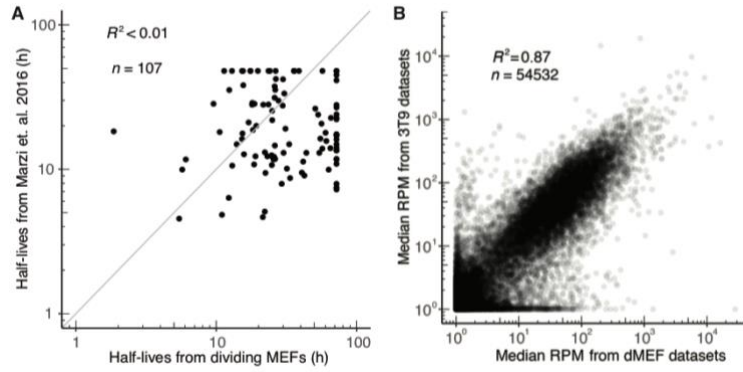 A
R² < 0.01
n = 107
Half-lives from Marzi et. al. 2016 (h)
100
10
1
1
10
100
Half-lives from dividing MEFs (h)
B
R²=0.87
n = 54532
Median RPM from 3T9 datasets
10⁴
10³
10²
10¹
10⁰
10⁰
10¹
10²
10³
10⁴
Median RPM from dMEF datasets